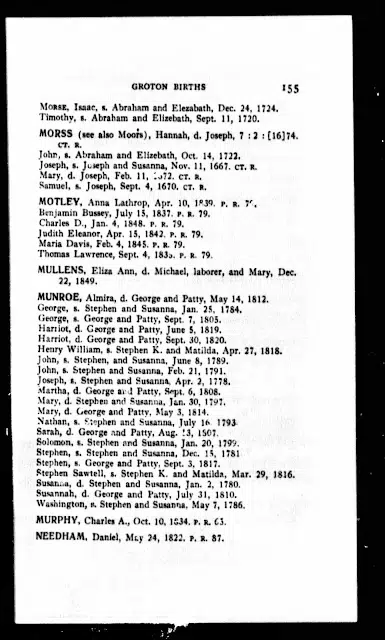 GROTON BIRTHS 155
MORSE, Isaac, s. Abraham and Elezabath, Dec. 24, 1724.
Timothy, s. Abraham and Elizebath, Sept. 11, 1720.
MORSS (see also Moors), Hannah, d. Joseph, 7 : 2 : [16]74.
CT. R.
John, s. Abraham and Elizebath, Oct. 14, 1722.
Joseph, s. Joseph and Susanna, Nov. 11, 1667. CT. R.
Mary, d. Joseph, Feb. 11, CT. R.
Samuel, s. Joseph, Sept. 4, 1670. CT. R.
MOTLEY, Anna Lathrop, Apr. 10, 1839. P. R.
Benjamin Bussey, July 15, 1837. P. R. 79.
Charles D., Jan. 4, 1848. P. R. 79.
Judith Eleanor, Apr. 15, 1842. P. R. 79.
Maria Davis, Feb. 4, 1845. P. R. 79.
Thomas Lawrence, Sept. 4, P. R. 79.
MULLENS, Eliza Ann, d. Michael, laborer, and Mary, Dec.
22, 1849.
MUNROE, Almira, d. George and Patty, May 14, 1812.
George, s. Stephen and Susanna, Jan. 25, 1784.
George, s. George and Patty, Sept. 7, 1805.
Harriot, d. George and Patty, June 5, 1819.
Harriot, d. George and Patty, Sept. 30, 1820.
Henry William, s. Stephen K. and Matilda, Apr. 27, 1818.
John, s. Stephen, and Susanna, June 8, 1789.
John, s. Stephen and Susanna, Feb. 21, 1791.
Joseph, s. Stephen and Susanna, Apr. 2, 1778.
Martha, d. George and Patty, Sept. 6, 1808.
Mary, d. Stephen and Susanna, Jan. 30, 1797.
Mary, d. George and Patty, May 3, 1814.
Nathan, s. Stephen and Susanna, July 16, 1793
Sarah, d. George and Patty, Aug. 1807.
Solomon, s. Stephen and Susanna, Jan. 20, 1799.
Stephen, s. Stephen and Susanna, Dec. 15, 1781
Stephen, s. George and Patty, Sept. 3, 1817.
Stephen Sawtell, s. Stephen K. and Matilda, Mar. 29, 1816.
Susanna, d. Stephen and Susanna, Jan. 2, 1780.
Susannah, d. George and Patty, July 31, 1810.
Washington, s. Stephen and Susanna, May 7, 1786.
MURPHY, Charles A., Oct. 10, 1834. P. R.
NEEDHAM, Daniel, May 24, 1822. P. R. 87.